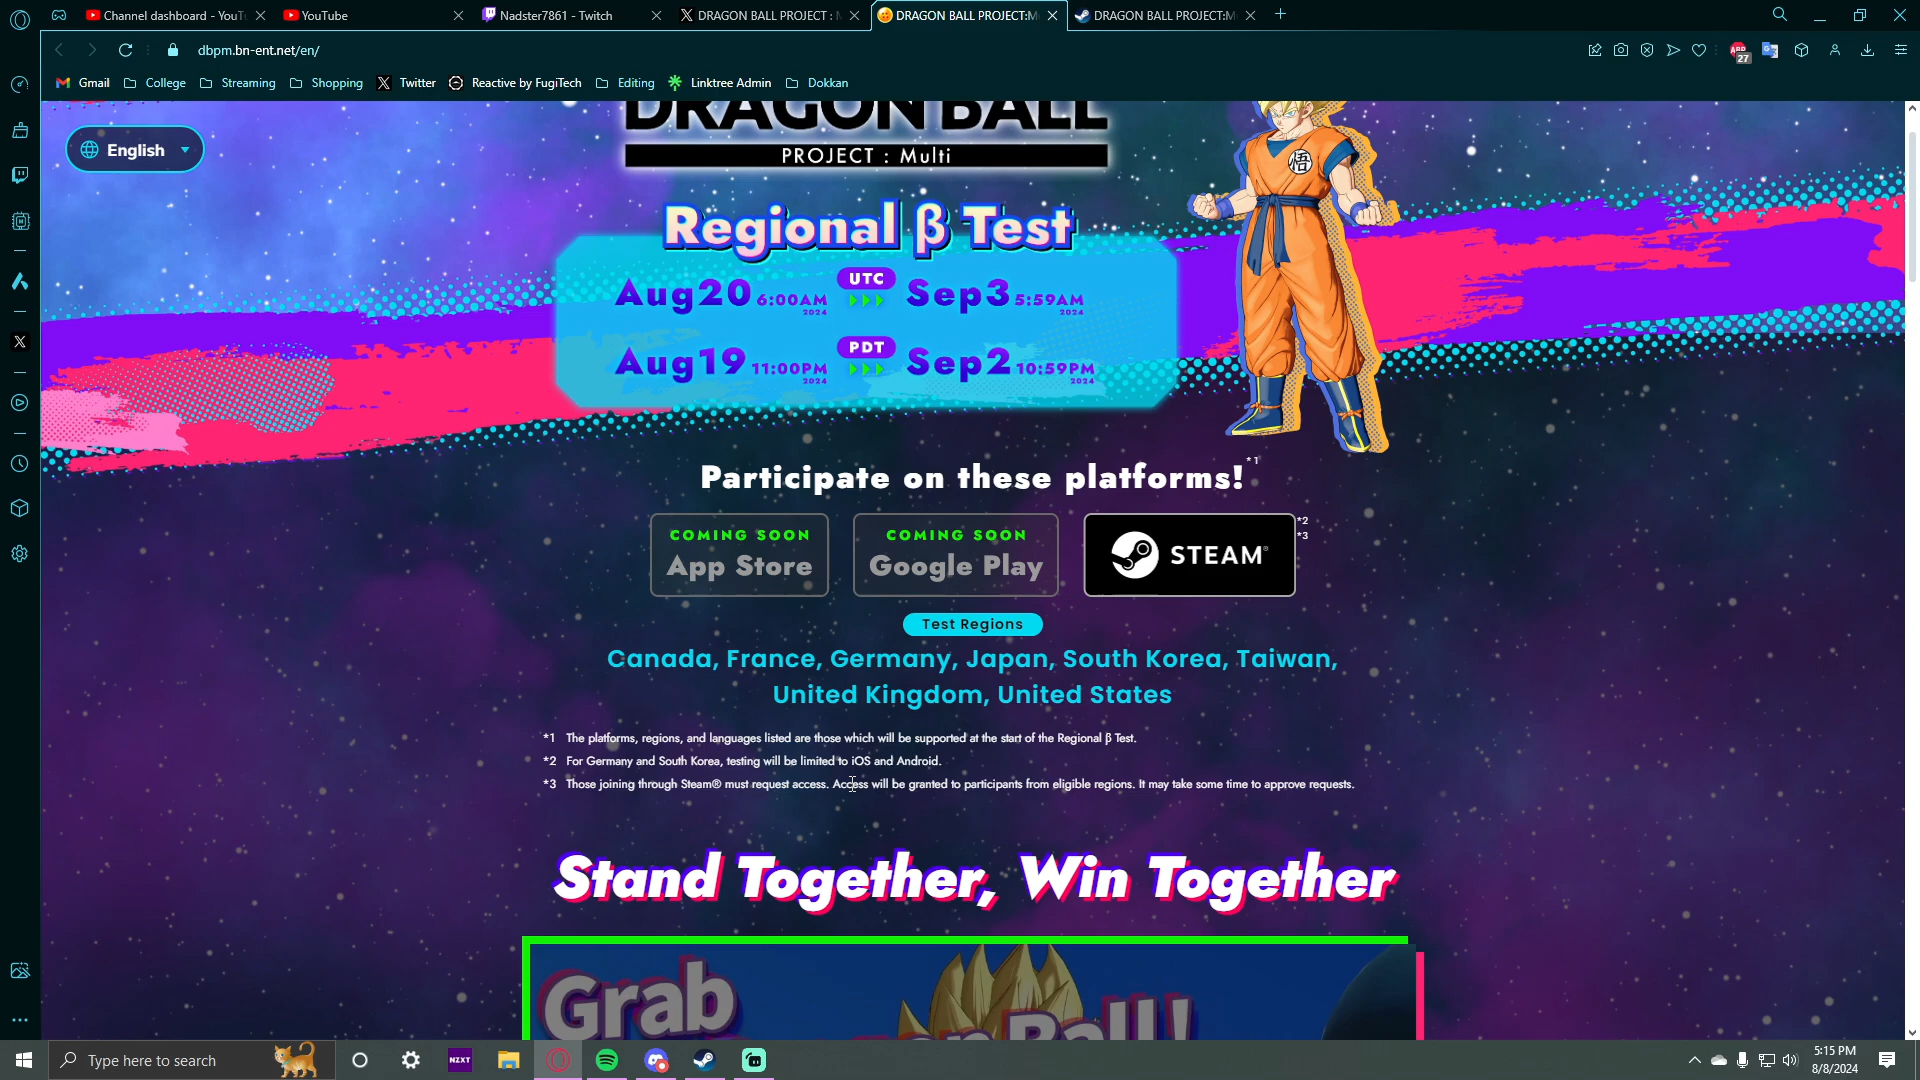 Channel dashboard - YouT
YouTube
Nadster7861 - Twitch
DRAGON BALL PROJECT : M
DRAGON BALL PROJECT:M
DRAGON BALL PROJECT:M
dbpm.bn-ent.net/en/
27
Gmail
College
Streaming
Shopping
Twitter
Reactive by FugiTech
Editing
Linktree Admin
Dokkan
English
DRAGON BALL
PROJECT : Multi
悟
Regional β Test
UTC
Aug20 6:00AM 2024 Sep3 5:59AM 2024
PDT
Aug19 11:00PM 2024 Sep2 10:59PM 2024
Participate on these platforms! *1
COMING SOON
App Store
COMING SOON
Google Play
STEAM®
*2
*3
Test Regions
Canada, France, Germany, Japan, South Korea, Taiwan,
United Kingdom, United States
*1 The platforms, regions, and languages listed are those which will be supported at the start of the Regional β Test.
*2 For Germany and South Korea, testing will be limited to iOS and Android.
*3 Those joining through Steam® must request access. Access will be granted to participants from eligible regions. It may take some time to approve requests.
Stand Together, Win Together
Grab
on Ball!
Type here to search
NZXT
5:15 PM
8/8/2024